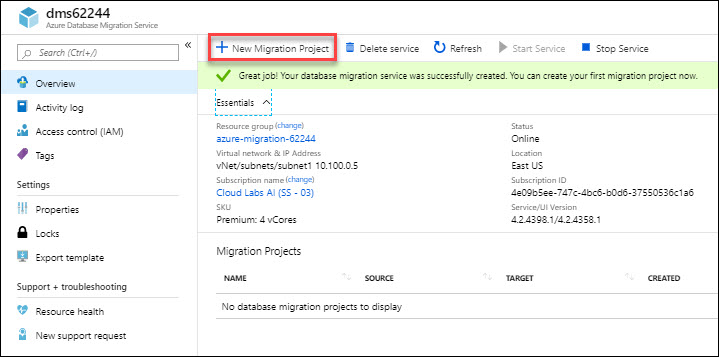 dms62244
Azure Database Migration Service
Search (Ctrl+/)
«
Overview
Activity log
Access control (IAM)
Tags
Settings
Properties
Locks
Export template
Support + troubleshooting
Resource health
New support request
New Migration Project
Delete service
Refresh
Start Service
Stop Service
Great job! Your database migration service was successfully created. You can create your first migration project now.
Essentials
Resource group (change)
azure-migration-62244
Virtual network & IP Address
vNet/subnets/subnet1 10.100.0.5
Subscription name (change)
Cloud Labs AI (SS - 03)
SKU
Premium: 4 vCores
Status
Online
Location
East US
Subscription ID
4e09b5ee-747c-4bc6-b0d6-37550536c1a6
Service/UI Version
4.2.4398.1/4.2.4358.1
Migration Projects
NAME SOURCE TARGET CREATED
No database migration projects to display